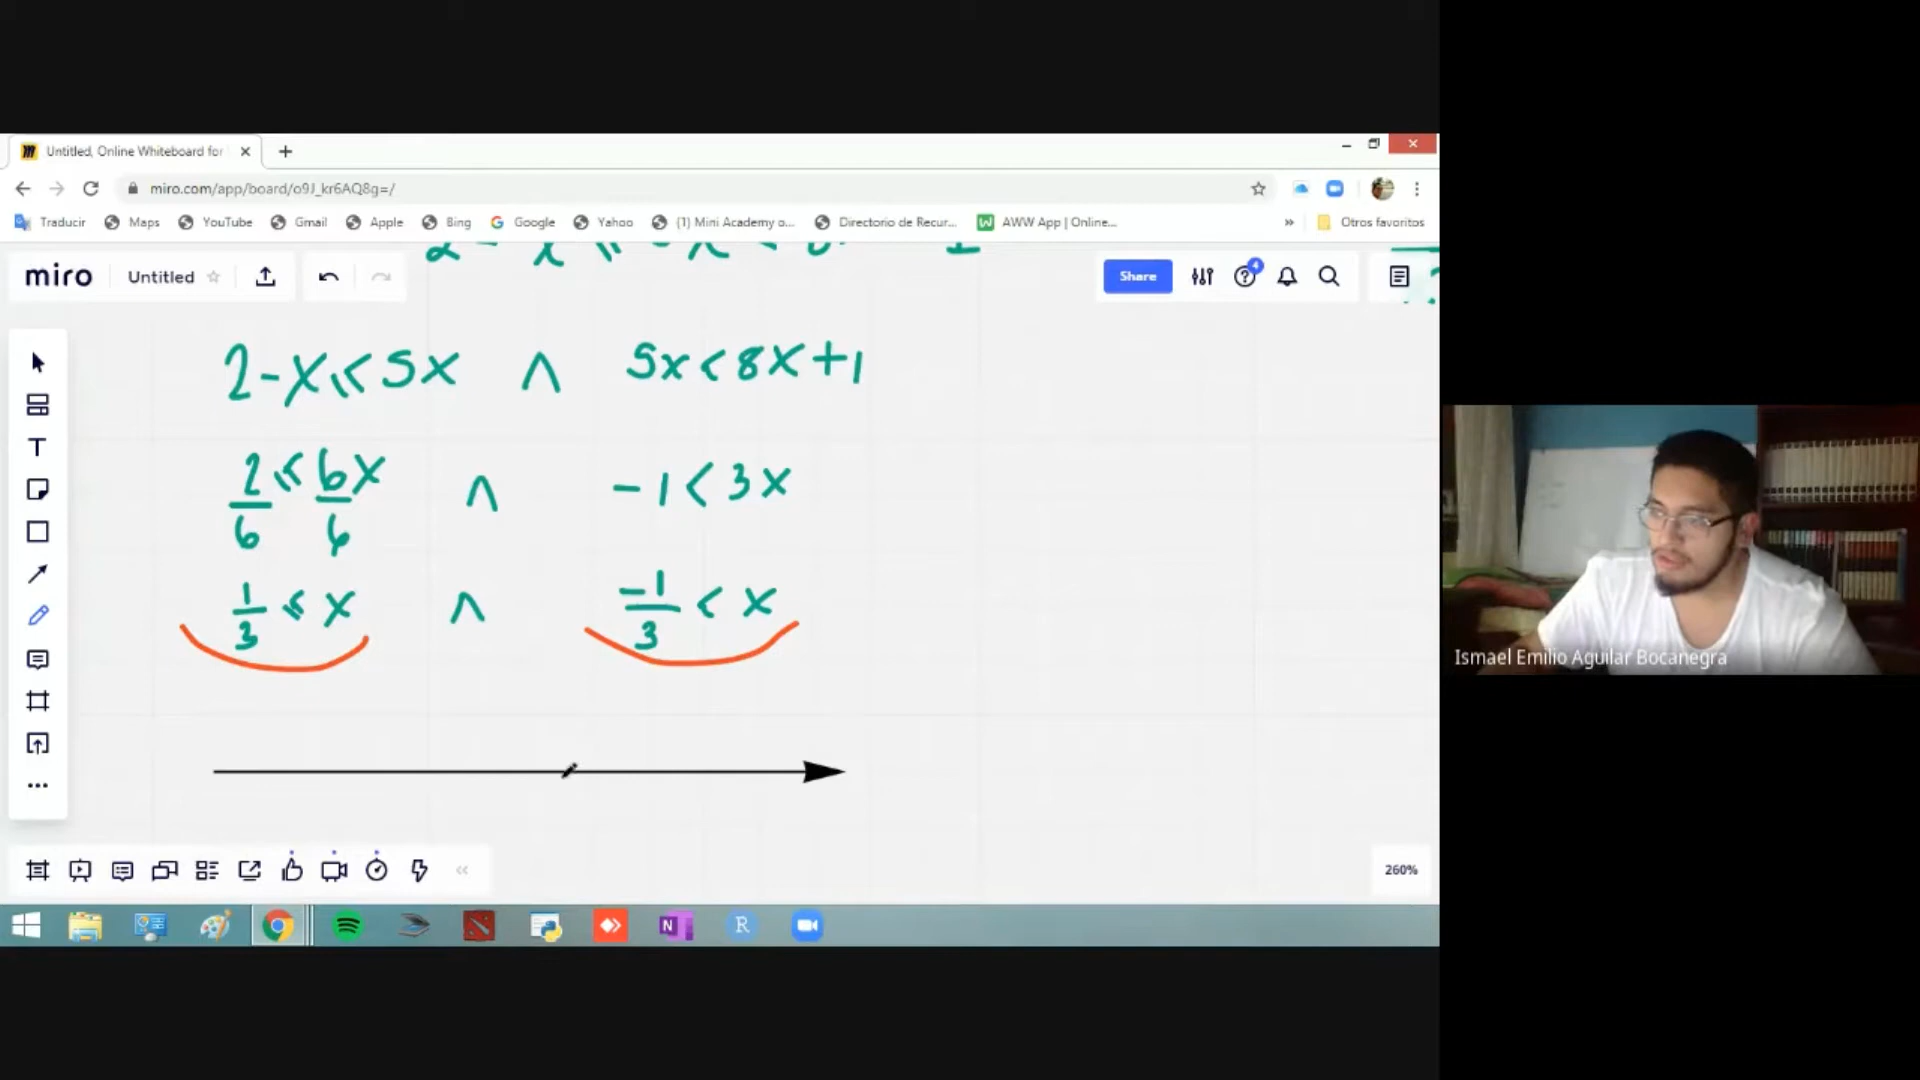 Untitled, Online Whiteboard for
miro.com/app/board/o9J_kr6AQ8g=/
Traducir Maps YouTube Gmail Apple Bing Google Yahoo (1) Mini Academy o... Directorio de Recur... AWW App | Online... » Otros favoritos
miro Untitled Share 4
2-x≤5x ∧ 5x<8x+1
2/6 ≤ 6x/6 ∧ -1<3x
1/3 ≤ x ∧ -1/3 < x
Ismael Emilio Aguilar Bocanegra
260%